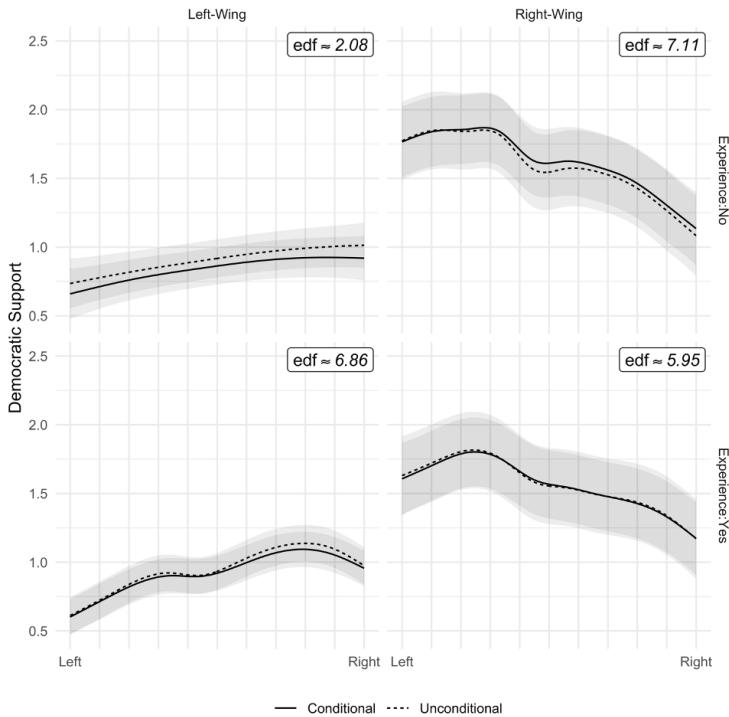 Left-Wing
Right-Wing
2.5
2.0
1.5
1.0
0.5
edf ≈ 2.08
edf ≈ 7.11
Experience:No
Democratic Support
2.5
2.0
1.5
1.0
0.5
edf ≈ 6.86
edf ≈ 5.95
Experience:Yes
Left
Right
Left
Right
Conditional
Unconditional